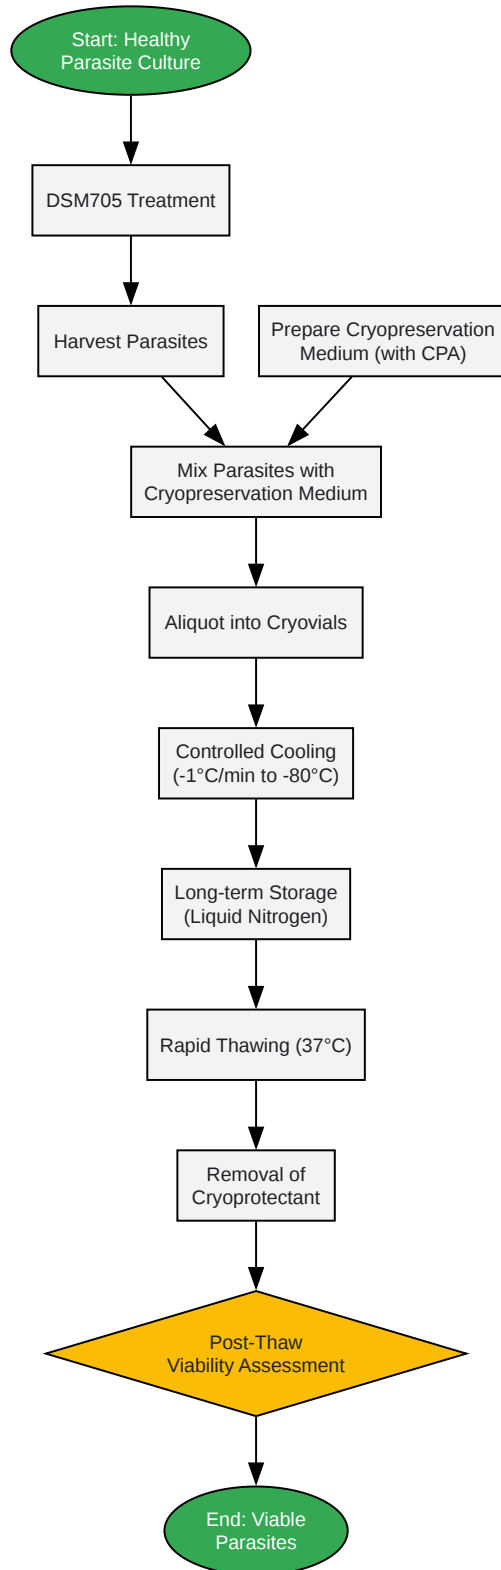 Start: Healthy
Parasite Culture
DSM705 Treatment
Harvest Parasites
Prepare Cryopreservation
Medium (with CPA)
Mix Parasites with
Cryopreservation Medium
Aliquot into Cryovials
Controlled Cooling
(-1°C/min to -80°C)
Long-term Storage
(Liquid Nitrogen)
Rapid Thawing (37°C)
Removal of
Cryoprotectant
Post-Thaw
Viability Assessment
End: Viable
Parasites